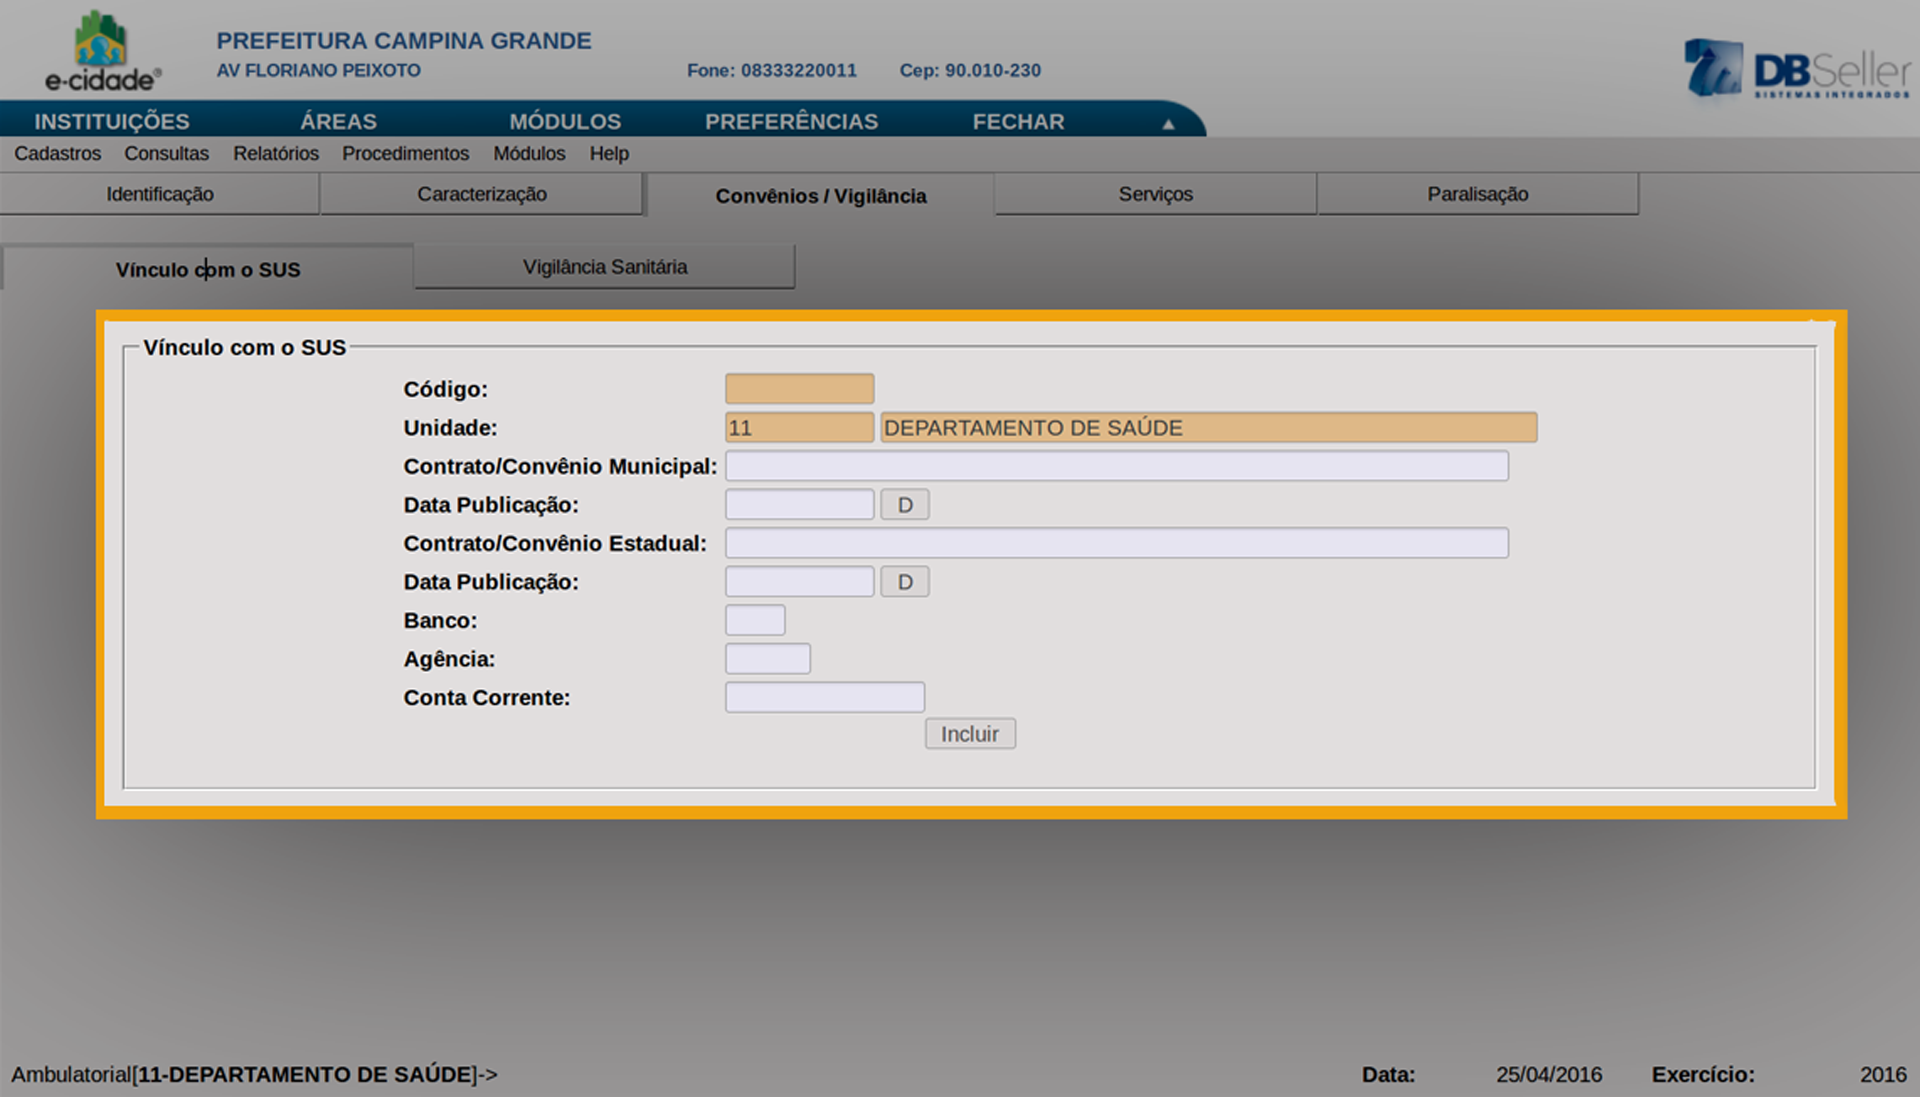 e-cidade®
PREFEITURA CAMPINA GRANDE
AV FLORIANO PEIXOTO Fone: 08333220011 Cep: 90.010-230
DBSeller
SISTEMAS INTEGRADOS
INSTITUIÇÕES ÁREAS MÓDULOS PREFERÊNCIAS FECHAR ▲
Cadastros Consultas Relatórios Procedimentos Módulos Help
Identificação Caracterização Convênios / Vigilância Serviços Paralisação
Vínculo com o SUS Vigilância Sanitária
Vínculo com o SUS
Código:
Unidade: 11 DEPARTAMENTO DE SAÚDE
Contrato/Convênio Municipal:
Data Publicação: D
Contrato/Convênio Estadual:
Data Publicação: D
Banco:
Agência:
Conta Corrente:
Incluir
Ambulatorial[11-DEPARTAMENTO DE SAÚDE]-> Data: 25/04/2016 Exercício: 2016